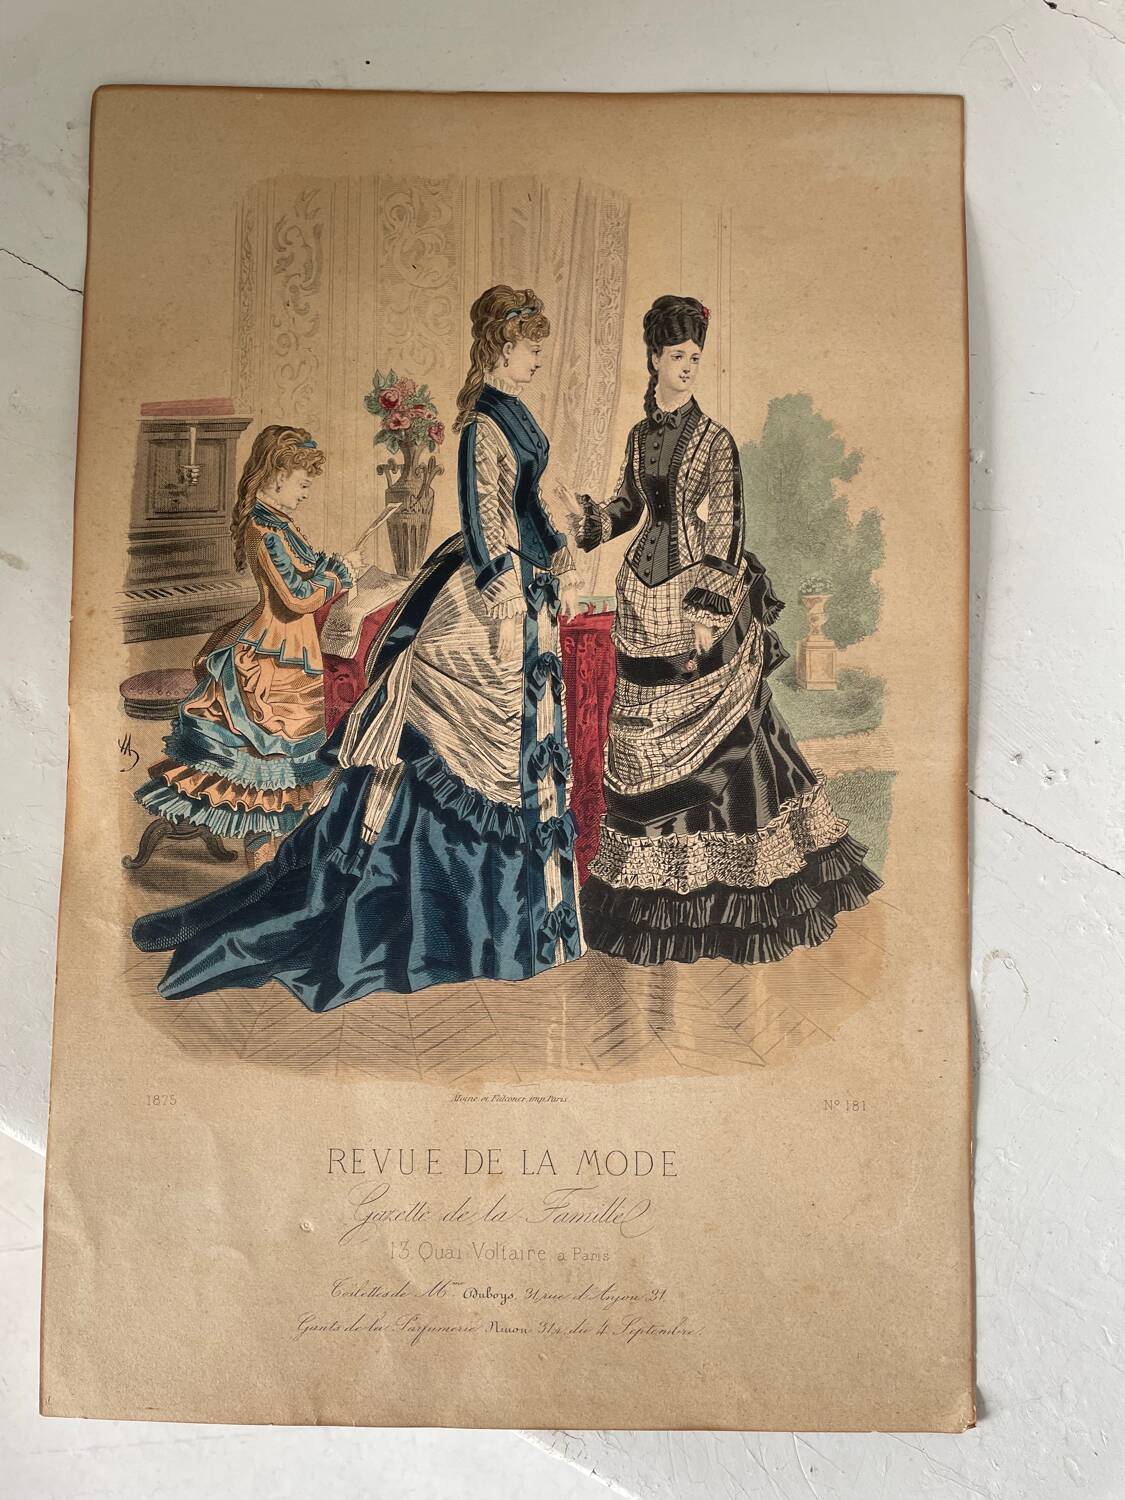 1875
Moine et Falconer, imp. Paris
Nº 181
REVUE DE LA MODE
Gazette de la Famille
13, Quai Voltaire, à Paris
Toilettes de Mme Duboys, 31, rue d'Anjou 31.
Gants de la Parfumerie Ninon 31, r. du 4 Septembre.